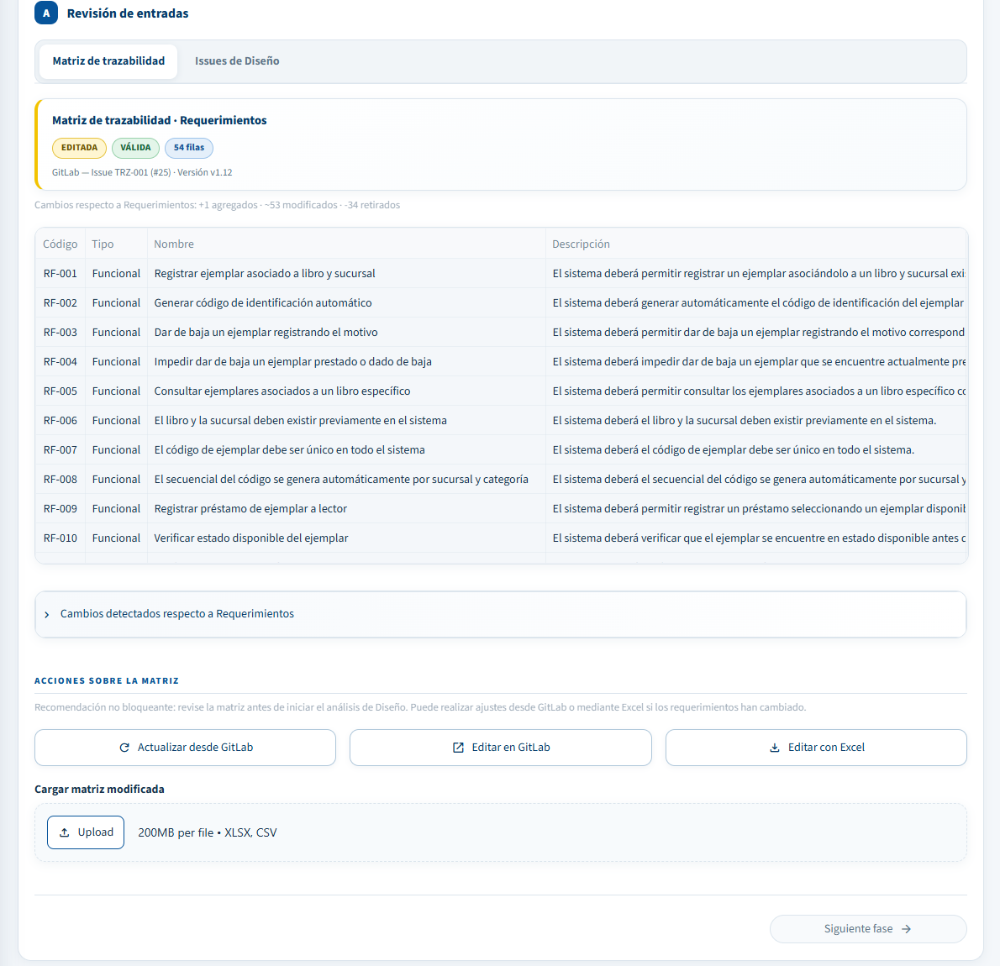 A Revisión de entradas
Matriz de trazabilidad Issues de Diseño
Matriz de trazabilidad · Requerimientos
EDITADA VÁLIDA 54 filas
GitLab — Issue TRZ-001 (#25) · Versión v1.12
Cambios respecto a Requerimientos: +1 agregados · ~53 modificados · -34 retirados
Código Tipo Nombre Descripción
RF-001 Funcional Registrar ejemplar asociado a libro y sucursal El sistema deberá permitir registrar un ejemplar asociándolo a un libro y sucursal exi
RF-002 Funcional Generar código de identificación automático El sistema deberá generar automáticamente el código de identificación del ejemplar
RF-003 Funcional Dar de baja un ejemplar registrando el motivo El sistema deberá permitir dar de baja un ejemplar registrando el motivo correspond
RF-004 Funcional Impedir dar de baja un ejemplar prestado o dado de baja El sistema deberá impedir dar de baja un ejemplar que se encuentre actualmente pre
RF-005 Funcional Consultar ejemplares asociados a un libro específico El sistema deberá permitir consultar los ejemplares asociados a un libro específico co
RF-006 Funcional El libro y la sucursal deben existir previamente en el sistema El sistema deberá el libro y la sucursal deben existir previamente en el sistema.
RF-007 Funcional El código de ejemplar debe ser único en todo el sistema El sistema deberá el código de ejemplar debe ser único en todo el sistema.
RF-008 Funcional El secuencial del código se genera automáticamente por sucursal y categoría El sistema deberá el secuencial del código se genera automáticamente por sucursal y
RF-009 Funcional Registrar préstamo de ejemplar a lector El sistema deberá permitir registrar un préstamo seleccionando un ejemplar disponib
RF-010 Funcional Verificar estado disponible del ejemplar El sistema deberá verificar que el ejemplar se encuentre en estado disponible antes
Cambios detectados respecto a Requerimientos
ACCIONES SOBRE LA MATRIZ
Recomendación no bloqueante: revise la matriz antes de iniciar el análisis de Diseño. Puede realizar ajustes desde GitLab o mediante Excel si los requerimientos han cambiado.
Actualizar desde GitLab Editar en GitLab Editar con Excel
Cargar matriz modificada
Upload 200MB per file • XLSX, CSV
Siguiente fase →